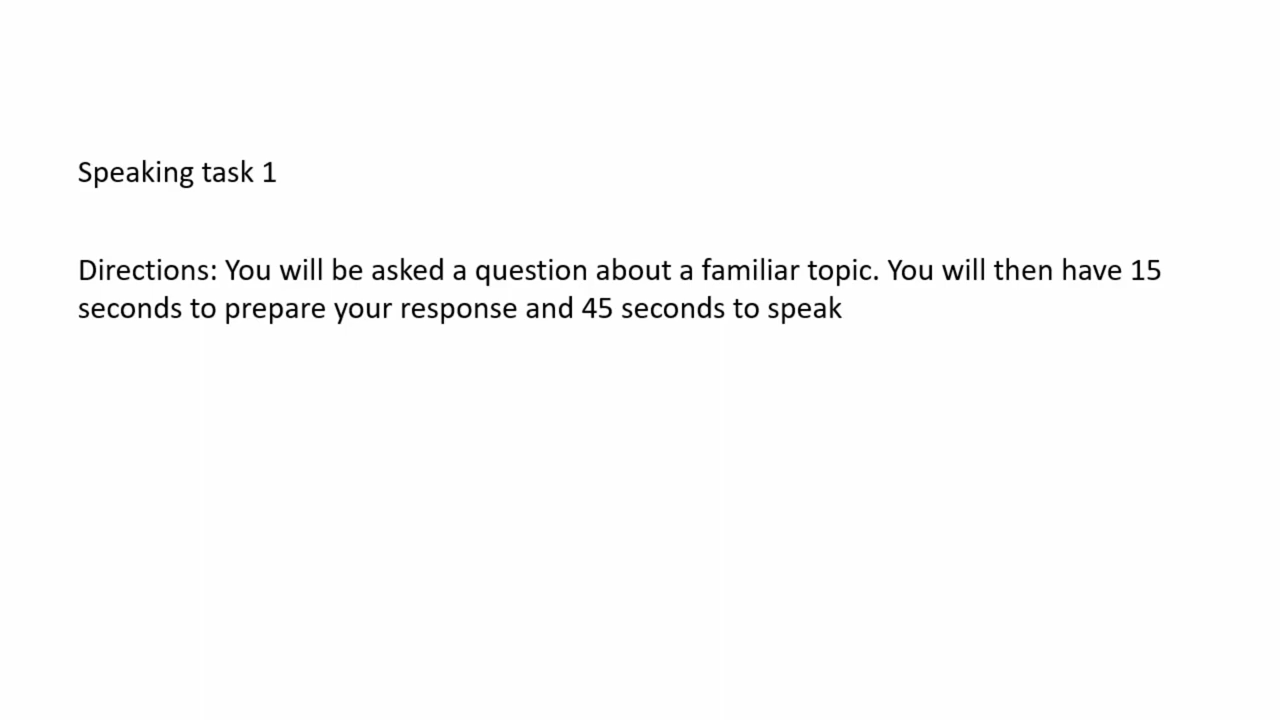 Speaking task 1
Directions: You will be asked a question about a familiar topic. You will then have 15
seconds to prepare your response and 45 seconds to speak